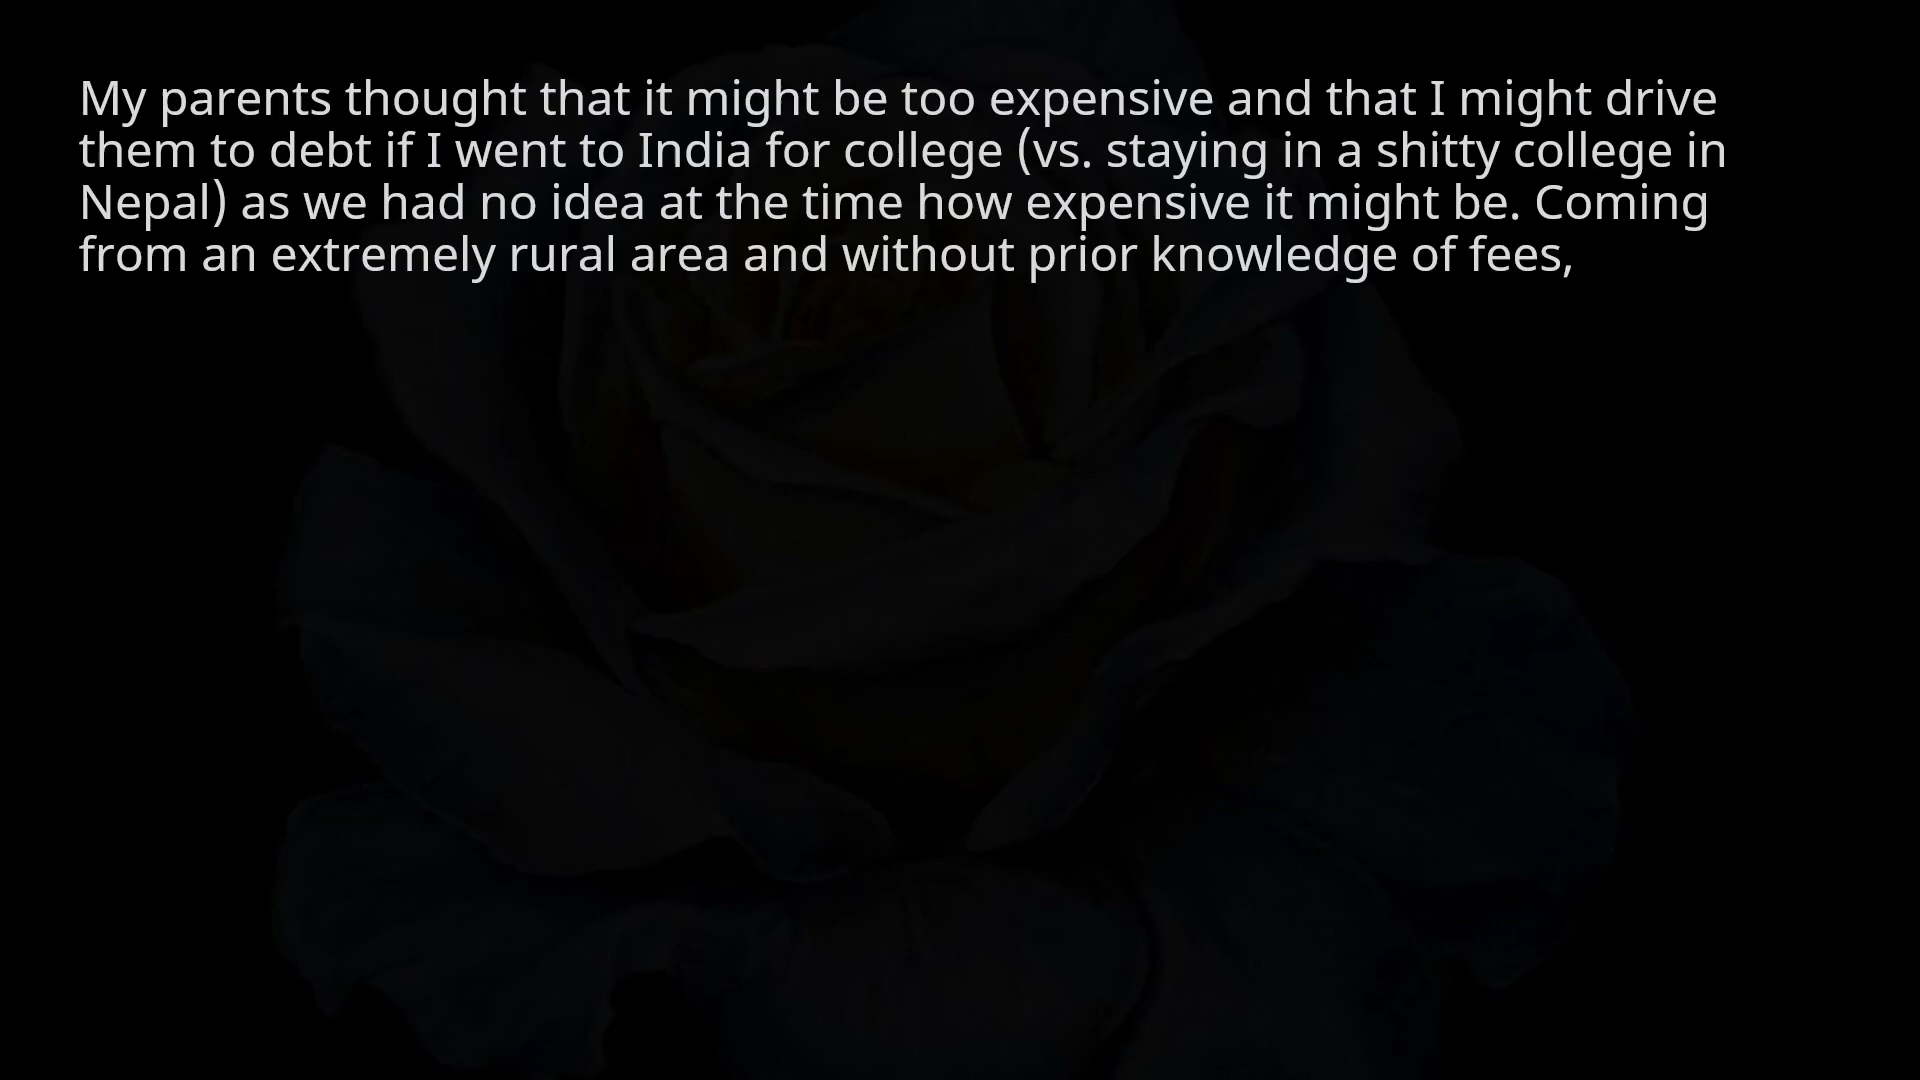 My parents thought that it might be too expensive and that I might drive
them to debt if I went to India for college (vs. staying in a shitty college in
Nepal) as we had no idea at the time how expensive it might be. Coming
from an extremely rural area and without prior knowledge of fees,